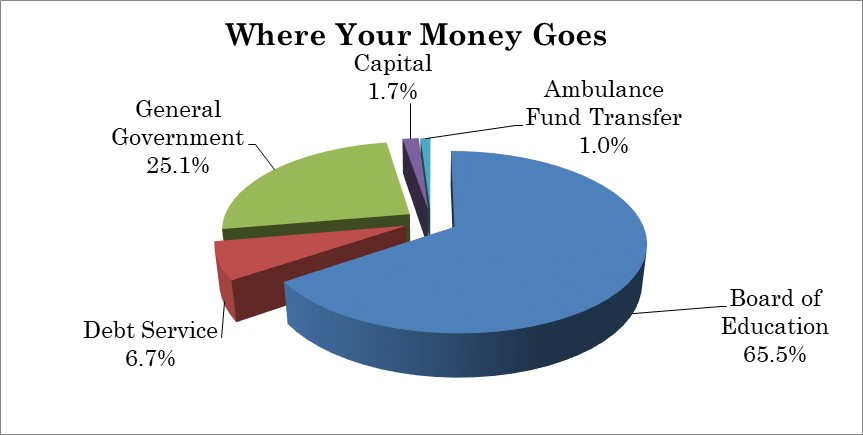 Where Your Money Goes
Capital
1.7%
Ambulance
Fund Transfer
1.0%
General
Government
25.1%
Board of
Education
65.5%
Debt Service
6.7%